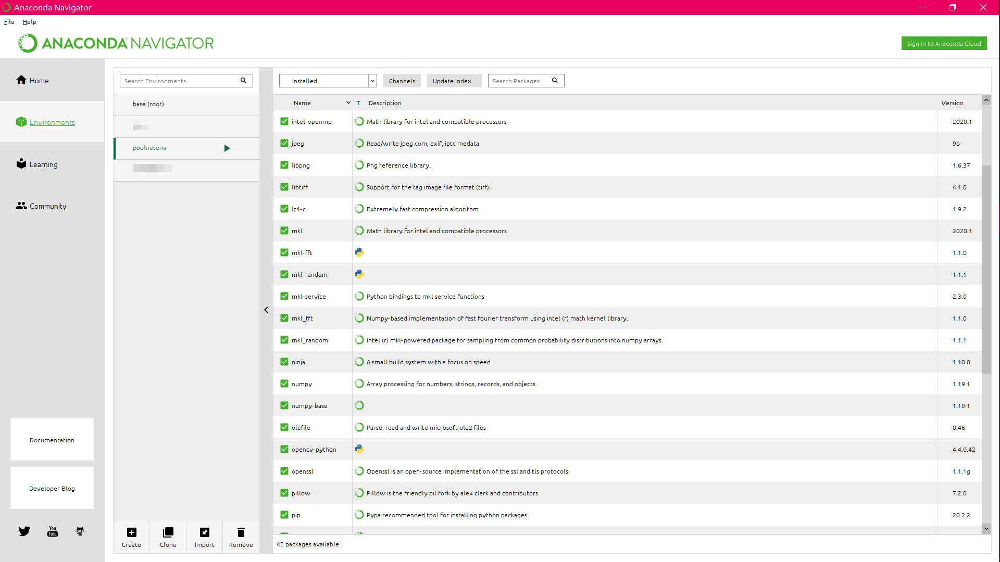 Anaconda Navigator
File Help
ANACONDA NAVIGATOR
Sign in to Anaconda Cloud
Home
Environments
Learning
Community
Documentation
Developer Blog
You
Tube
Search Environments
base (root)
poolnetenv
Create Clone Import Remove
Installed Channels Update index... Search Packages
Name T Description Version
intel-openmp Math library for intel and compatible processors 2020.1
jpeg Read/write jpeg com, exif, iptc medata 9b
libpng Png reference library. 1.6.37
libtiff Support for the tag image file format (tiff). 4.1.0
lz4-c Extremely fast compression algorithm 1.9.2
mkl Math library for intel and compatible processors 2020.1
mkl-fft 1.1.0
mkl-random 1.1.1
mkl-service Python bindings to mkl service functions 2.3.0
mkl_fft Numpy-based implementation of fast fourier transform using intel (r) math kernel library. 1.1.0
mkl_random Intel (r) mkl-powered package for sampling from common probability distributions into numpy arrays. 1.1.1
ninja A small build system with a focus on speed 1.10.0
numpy Array processing for numbers, strings, records, and objects. 1.19.1
numpy-base 1.19.1
olefile Parse, read and write microsoft ole2 files 0.46
opencv-python 4.4.0.42
openssl Openssl is an open-source implementation of the ssl and tls protocols 1.1.1g
pillow Pillow is the friendly pil fork by alex clark and contributors 7.2.0
pip Pypa recommended tool for installing python packages 20.2.2
42 packages available